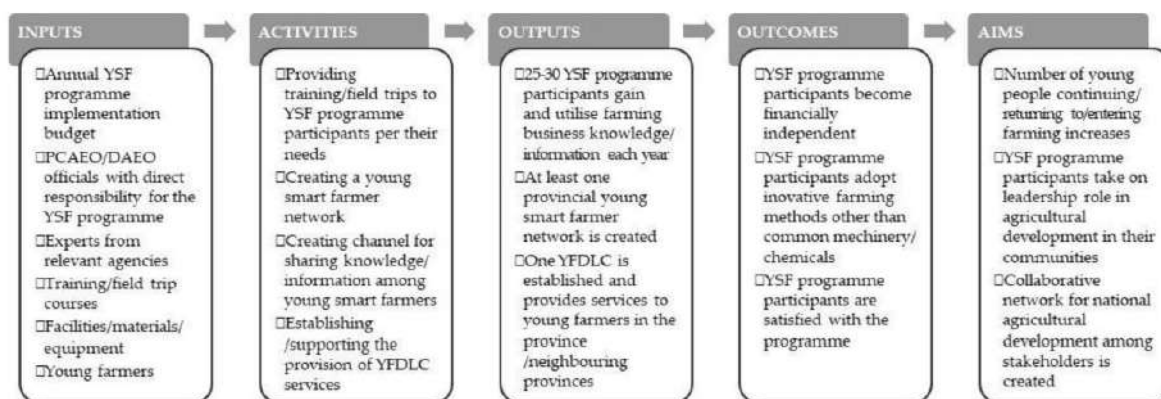 INPUTS
□Annual YSF
programme
implementation
budget
□PCAEO/DAEO
officials with direct
responsibility for the
YSF programme
□Experts from
relevant agencies
□Training/field trip
courses
□Facilities/materials/
equipment
□Young farmers
ACTIVITIES
□Providing
training/field trips to
YSF programme
participants per their
needs
□Creating a young
smart farmer
network
□Creating channel for
sharing knowledge/
information among
young smart farmers
□Establishing
/supporting the
provision of YFDLC
services
OUTPUTS
□25-30 YSF programme
participants gain
and utilise farming
business knowledge/
information each year
□At least one
provincial young
smart farmer
network is created
□One YFDLC is
established and
provides services to
young farmers in the
province
/neighbouring
provinces
OUTCOMES
□YSF programme
participants become
financially
independent
□YSF programme
participants adopt
inovative farming
methods other than
common mechinery/
chemicals
□YSF programme
participants are
satisfied with the
programme
AIMS
□Number of young
people continuing/
returning to/entering
farming increases
□YSF programme
participants take on
leadership role in
agricultural
development in their
communities
□Collaborative
network for national
agricultural
development among
stakeholders is
created